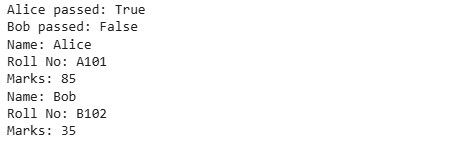 Alice passed: True
Bob passed: False
Name: Alice
Roll No: A101
Marks: 85
Name: Bob
Roll No: B102
Marks: 35